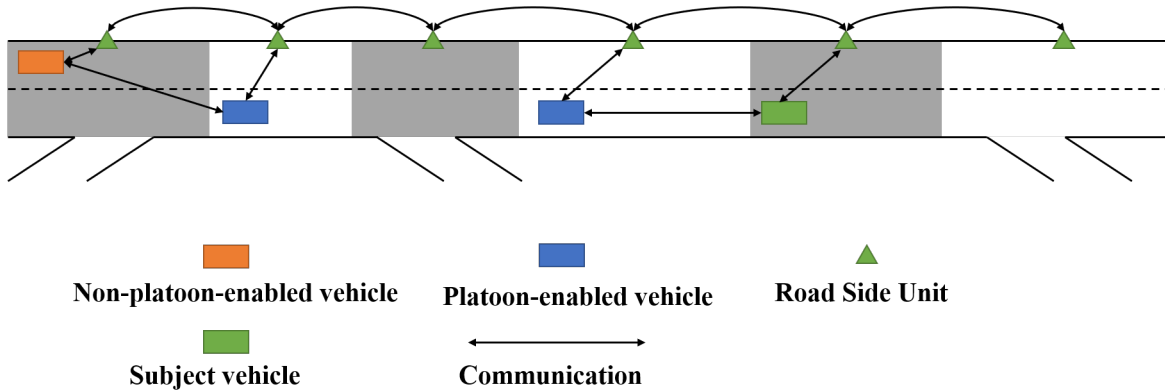 Non-platoon-enabled vehicle
Platoon-enabled vehicle
Road Side Unit
Subject vehicle
Communication